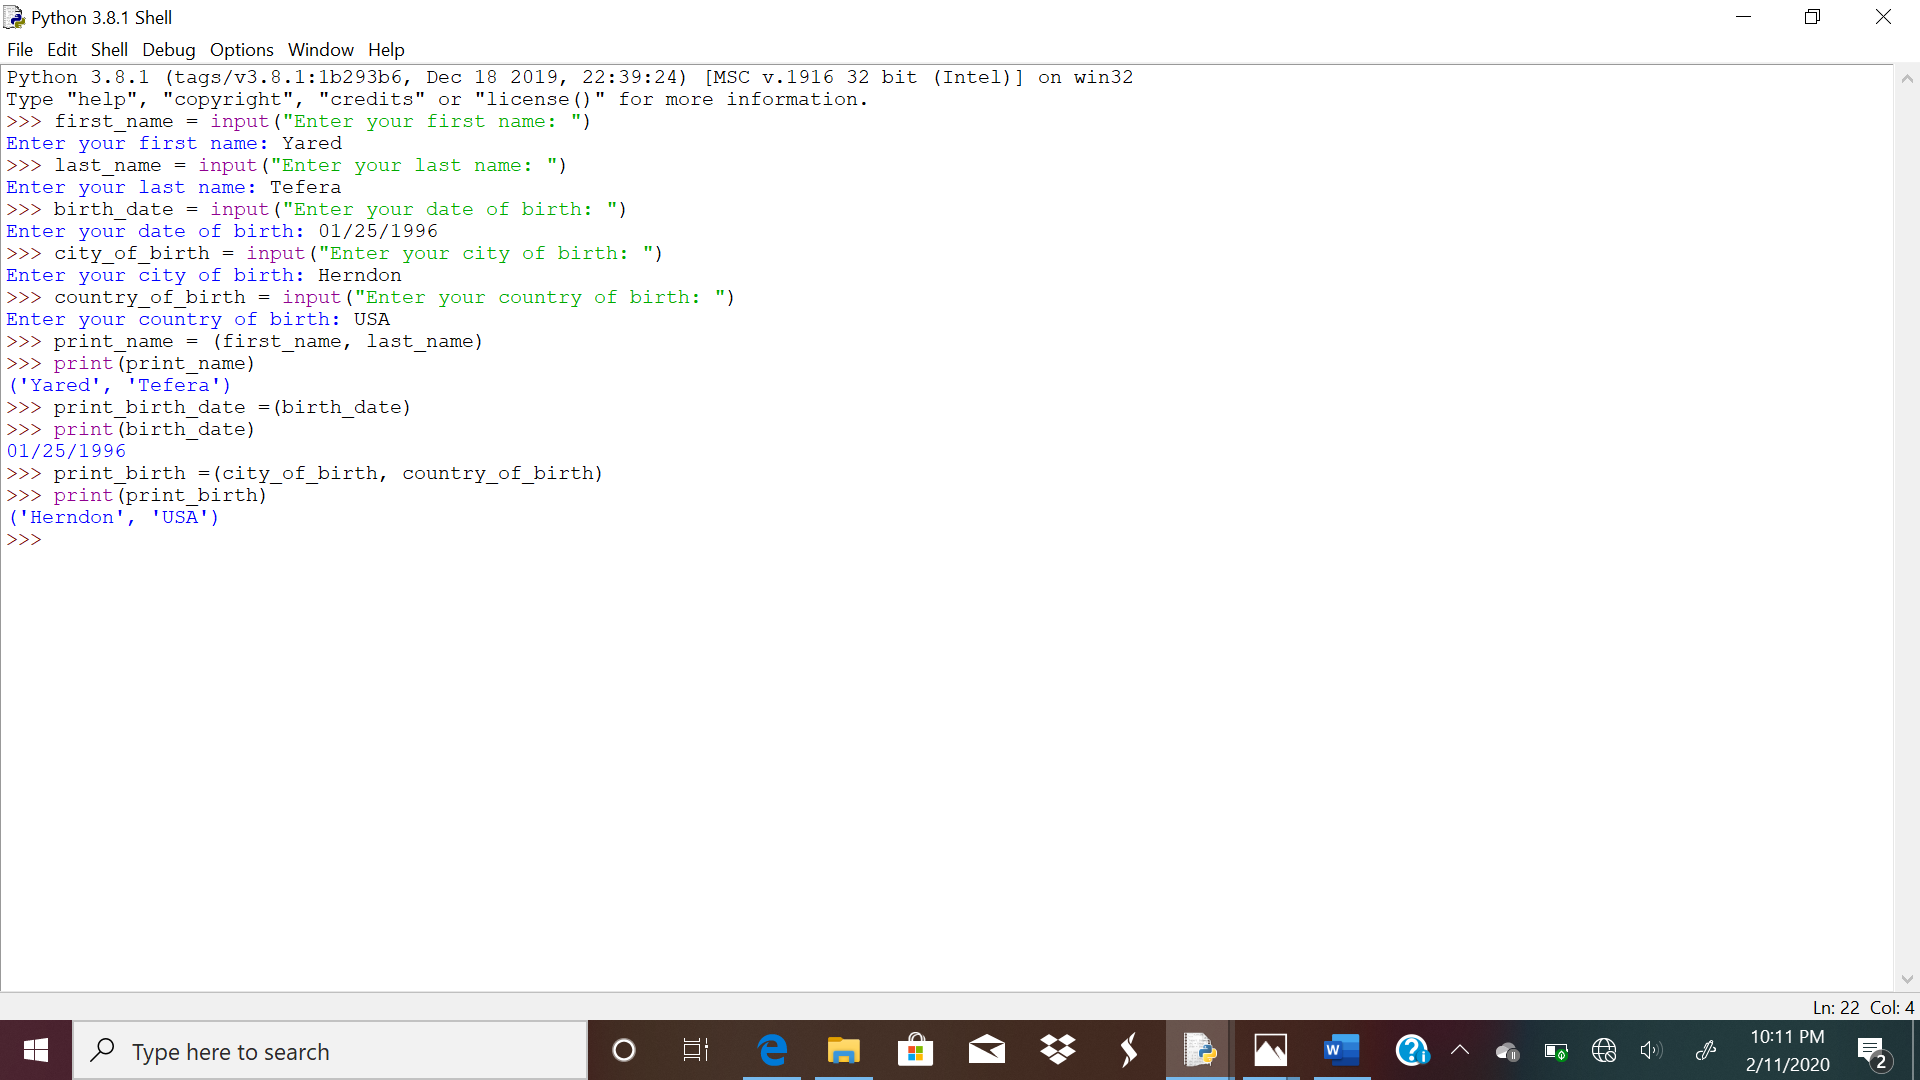 Python 3.8.1 Shell
File Edit Shell Debug Options Window Help
Python 3.8.1 (tags/v3.8.1:1b293b6, Dec 18 2019, 22:39:24) [MSC v.1916 32 bit (Intel)] on win32
Type "help", "copyright", "credits" or "license()" for more information.
>>> first_name = input("Enter your first name: ")
Enter your first name: Yared
>>> last_name = input("Enter your last name: ")
Enter your last name: Tefera
>>> birth_date = input("Enter your date of birth: ")
Enter your date of birth: 01/25/1996
>>> city_of_birth = input("Enter your city of birth: ")
Enter your city of birth: Herndon
>>> country_of_birth = input("Enter your country of birth: ")
Enter your country of birth: USA
>>> print_name = (first_name, last_name)
>>> print(print_name)
('Yared', 'Tefera')
>>> print_birth_date =(birth_date)
>>> print(birth_date)
01/25/1996
>>> print_birth =(city_of_birth, country_of_birth)
>>> print(print_birth)
('Herndon', 'USA')
>>>
Ln: 22 Col: 4
Type here to search
W
10:11 PM
2/11/2020
2